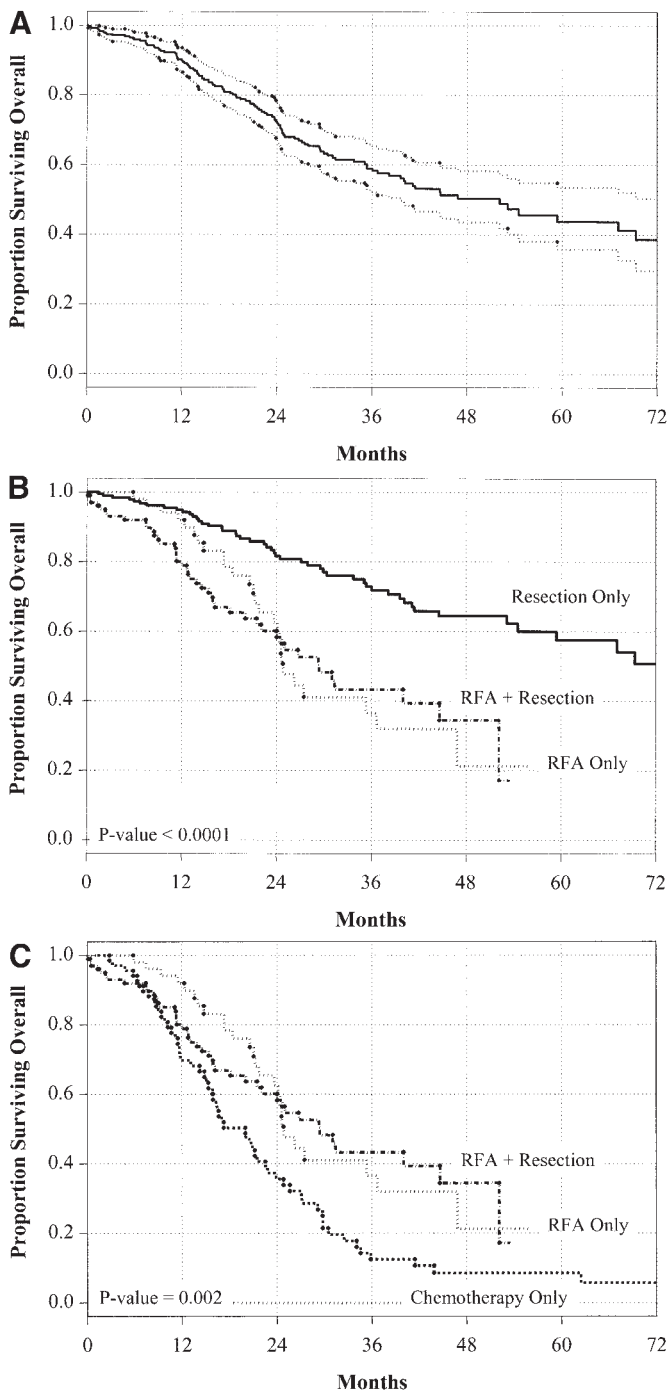 A
Proportion Surviving Overall
1.0
0.8
0.6
0.4
0.2
0.0
0 12 24 36 48 60 72
Months
B
Proportion Surviving Overall
1.0
0.8
0.6
0.4
0.2
0.0
Resection Only
RFA + Resection
RFA Only
P-value < 0.0001
0 12 24 36 48 60 72
Months
C
Proportion Surviving Overall
1.0
0.8
0.6
0.4
0.2
0.0
RFA + Resection
RFA Only
P-value = 0.002
Chemotherapy Only
0 12 24 36 48 60 72
Months